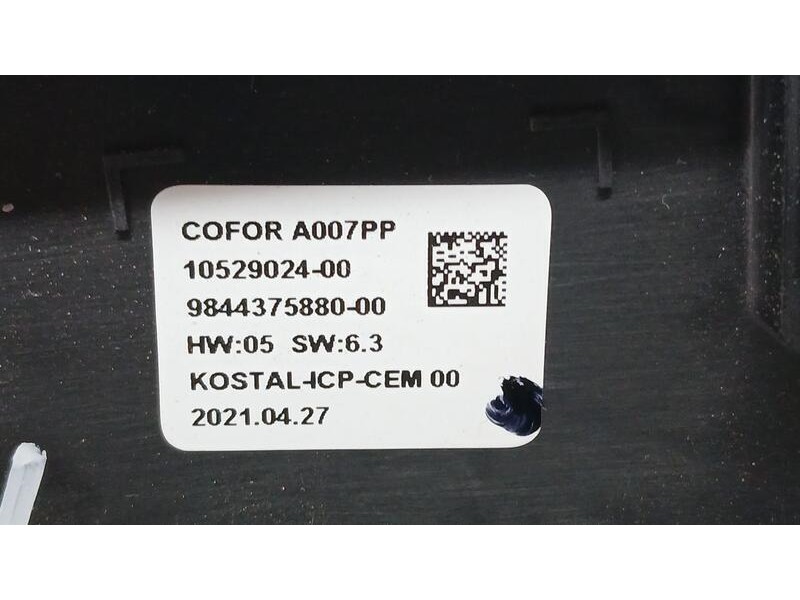 COFOR A007PP
10529024-00
9844375880-00
HW:05 SW:6.3
KOSTAL-ICP-CEM 00
2021.04.27